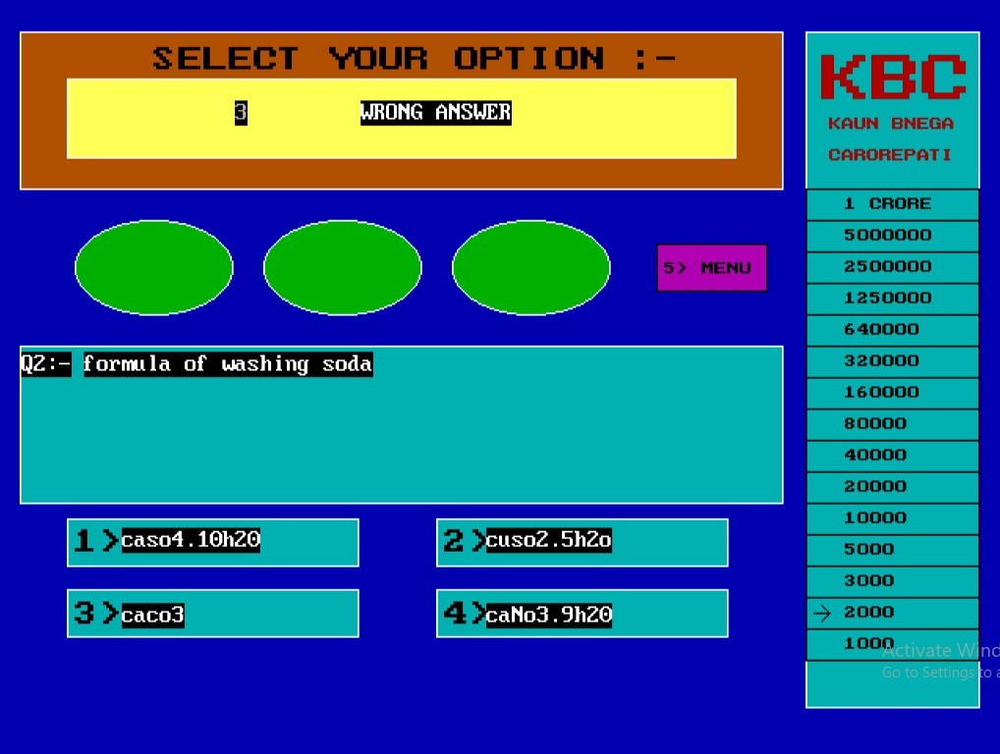 SELECT YOUR OPTION :-
3 WRONG ANSWER
5> MENU
Q2:- formula of washing soda
1 >caso4.10h20
2 >cuso2.5h2o
3 >caco3
4 >caNo3.9h20
KBC
KAUN BNEGA
CAROREPATI
1 CRORE
5000000
2500000
1250000
640000
320000
160000
80000
40000
20000
10000
5000
3000
→ 2000
1000
Activate Wind
Go to Settings to a